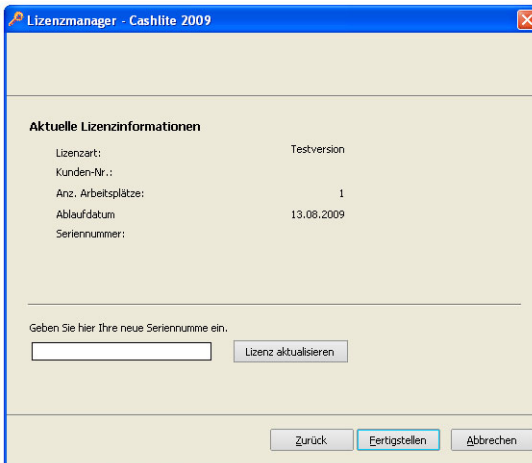 Lizenzmanager - Cashlite 2009
Aktuelle Lizenzinformationen
Lizenzart: Testversion
Kunden-Nr.:
Anz. Arbeitsplätze: 1
Ablaufdatum 13.08.2009
Seriennummer:
Geben Sie hier Ihre neue Seriennumme ein.
Lizenz aktualisieren
Zurück Fertigstellen Abbrechen